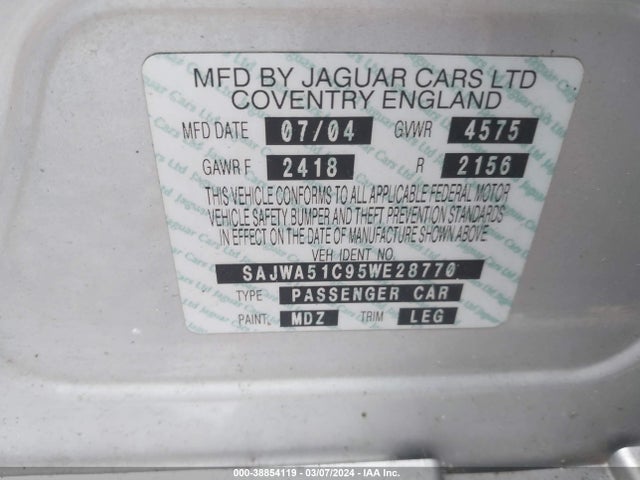 MFD BY JAGUAR CARS LTD
COVENTRY ENGLAND
MFD DATE 07/04 GVWR 4575
GAWR F 2418 R 2156
THIS VEHICLE CONFORMS TO ALL APPLICABLE FEDERAL MOTOR
VEHICLE SAFETY BUMPER AND THEFT PREVENTION STANDARDS
IN EFFECT ON THE DATE OF MANUFACTURE SHOWN ABOVE.
VEH IDENT NO.
SAJWA51C95WE28770
TYPE PASSENGER CAR
PAINT MDZ TRIM LEG
000-38854119 - 03/07/2024 - IAA Inc.